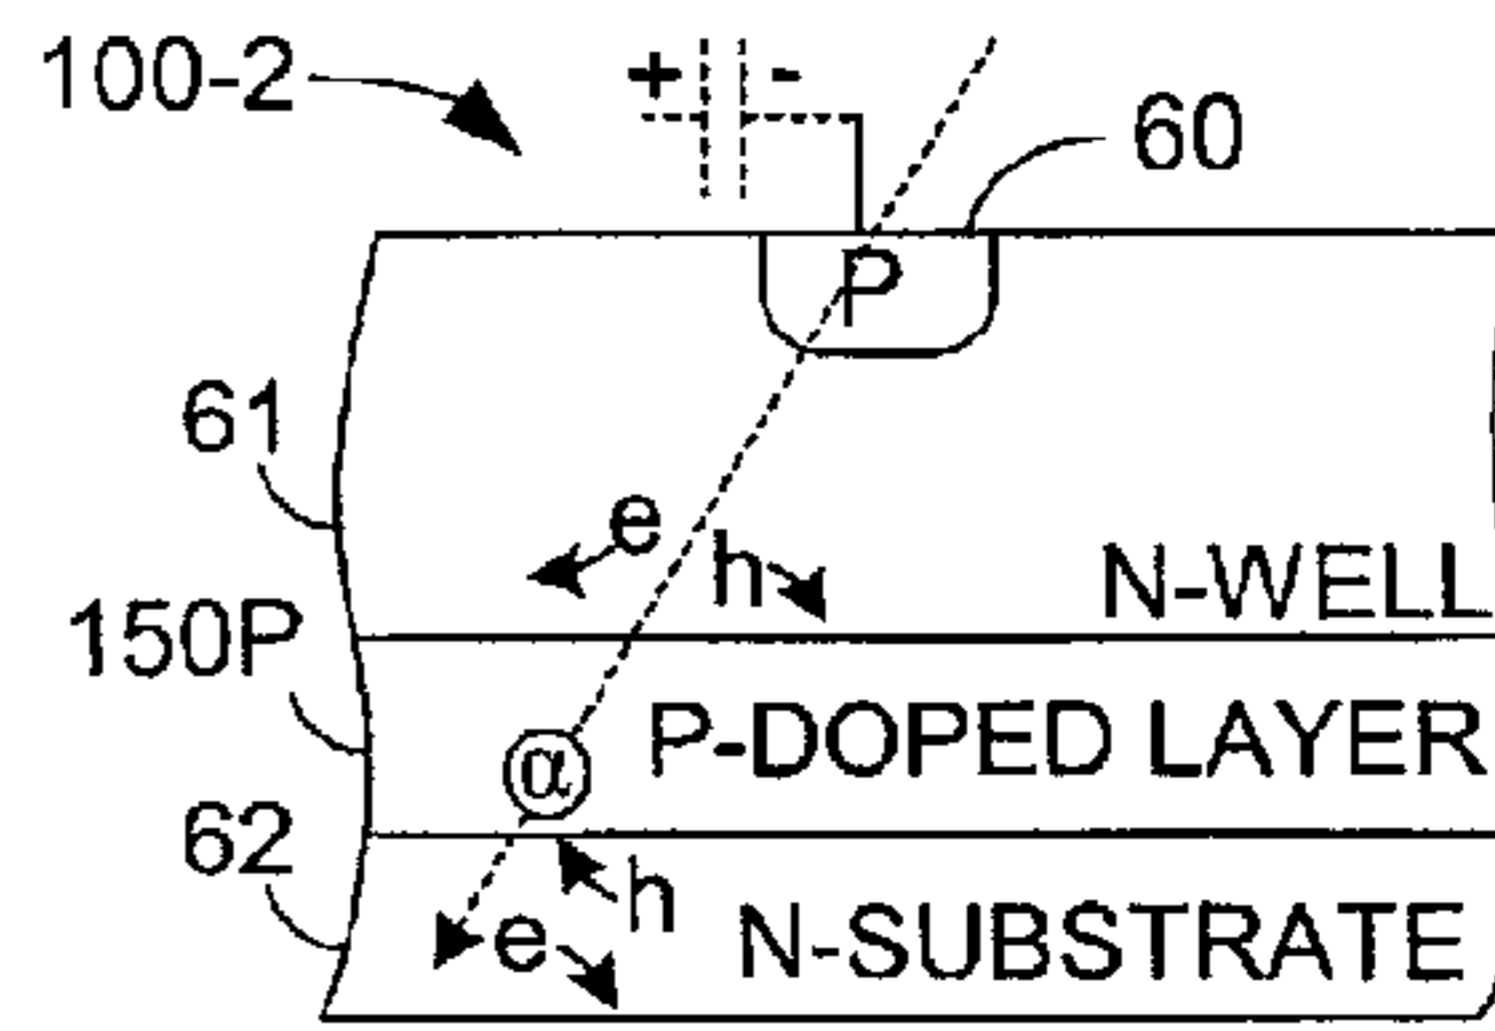 100-2
+ -
60
P
61
e
h
N-WELL
150P
P-DOPED LAYER
α
62
h
e
N-SUBSTRATE